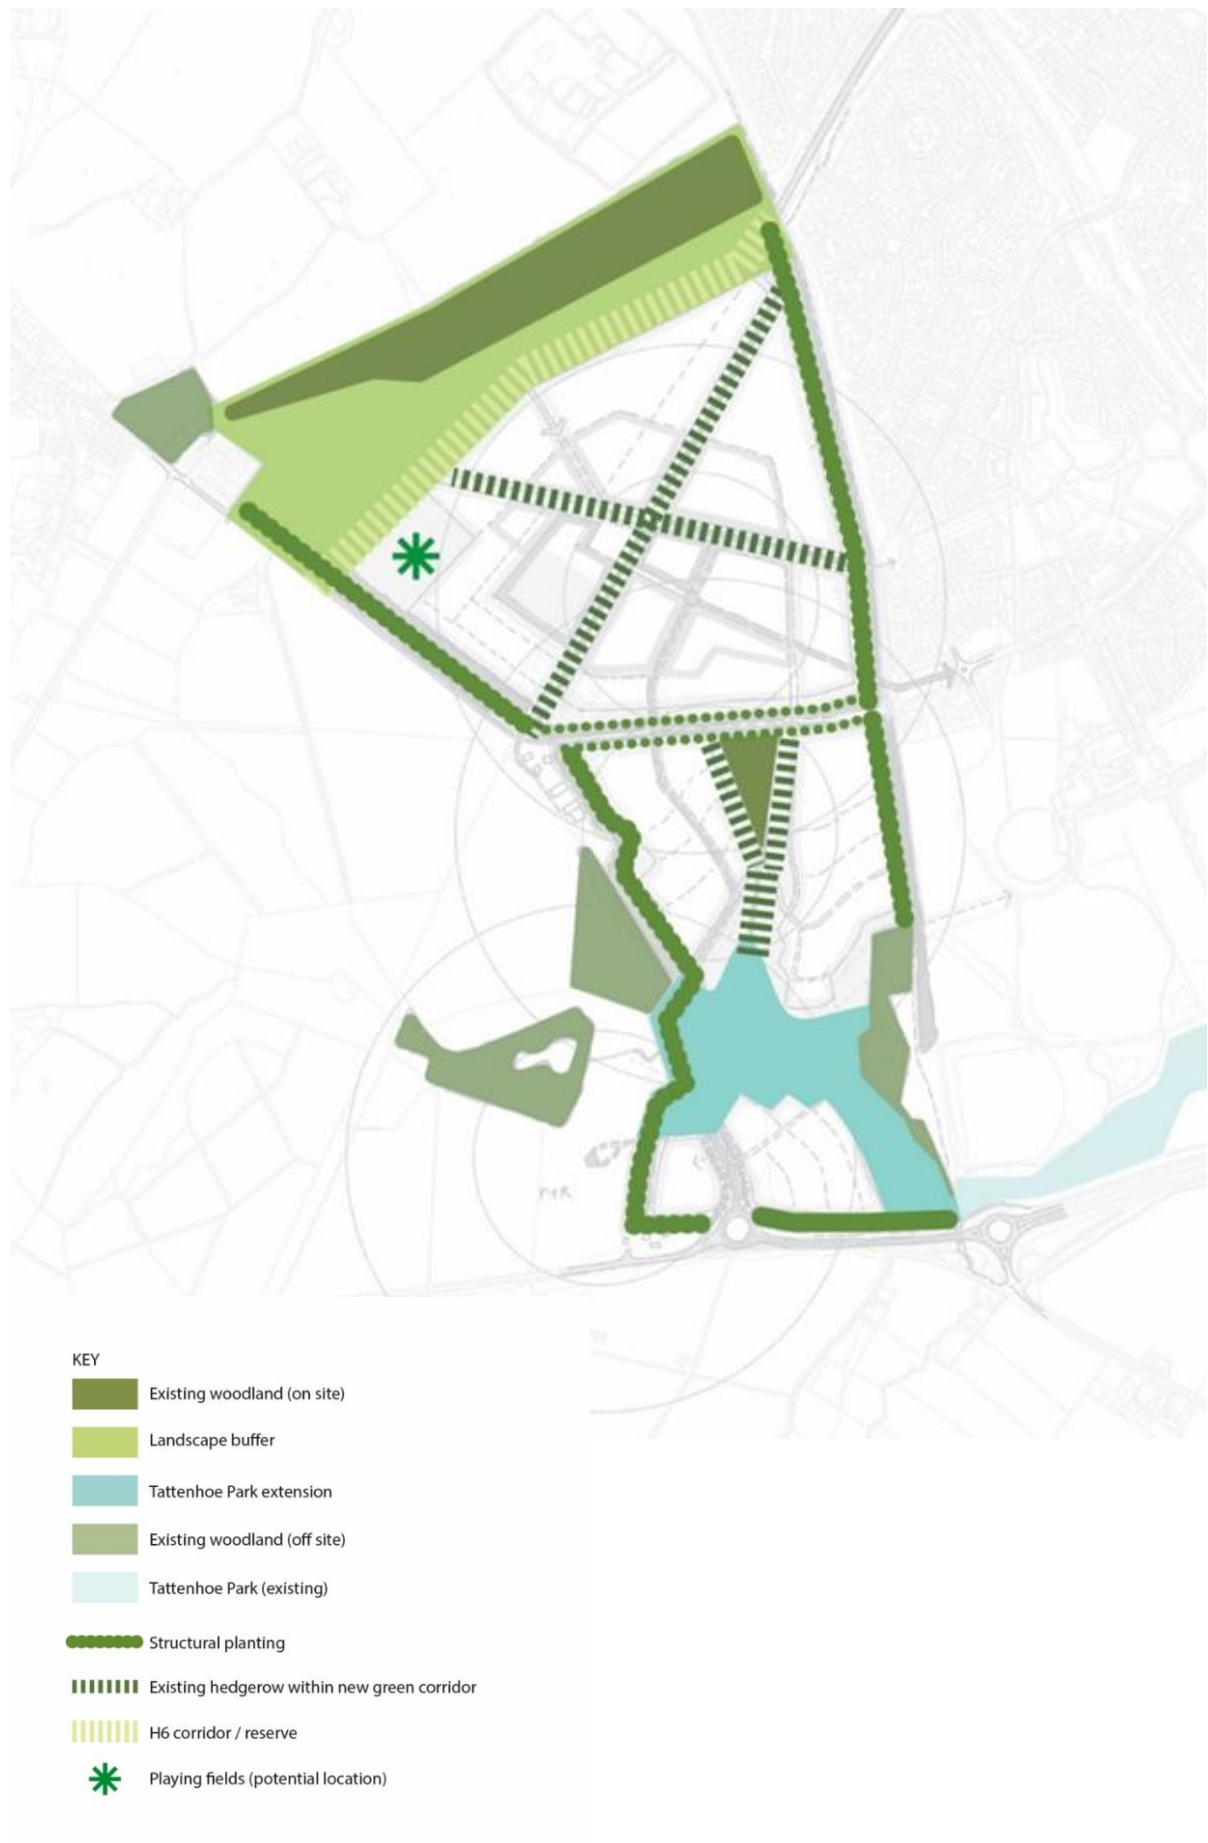 P+R
KEY
Existing woodland (on site)
Landscape buffer
Tattenhoe Park extension
Existing woodland (off site)
Tattenhoe Park (existing)
Structural planting
Existing hedgerow within new green corridor
H6 corridor / reserve
Playing fields (potential location)